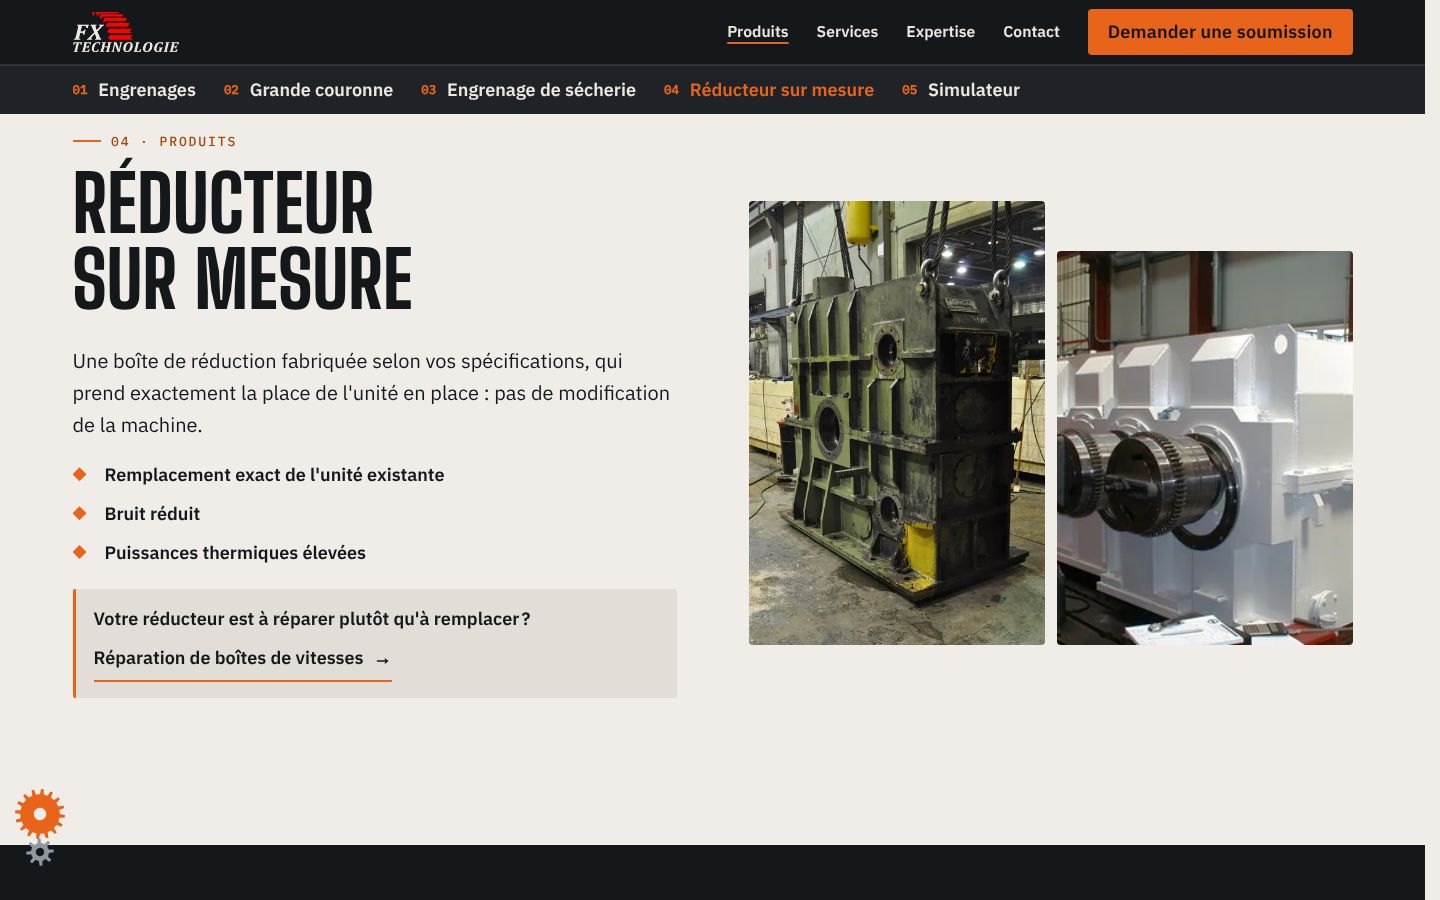 FX
TECHNOLOGIE
Produits
Services
Expertise
Contact
Demander une soumission
01 Engrenages
02 Grande couronne
03 Engrenage de sécherie
04 Réducteur sur mesure
05 Simulateur
04 · PRODUITS
RÉDUCTEUR
SUR MESURE
Une boîte de réduction fabriquée selon vos spécifications, qui
prend exactement la place de l'unité en place : pas de modification
de la machine.
Remplacement exact de l'unité existante
Bruit réduit
Puissances thermiques élevées
Votre réducteur est à réparer plutôt qu'à remplacer ?
Réparation de boîtes de vitesses →